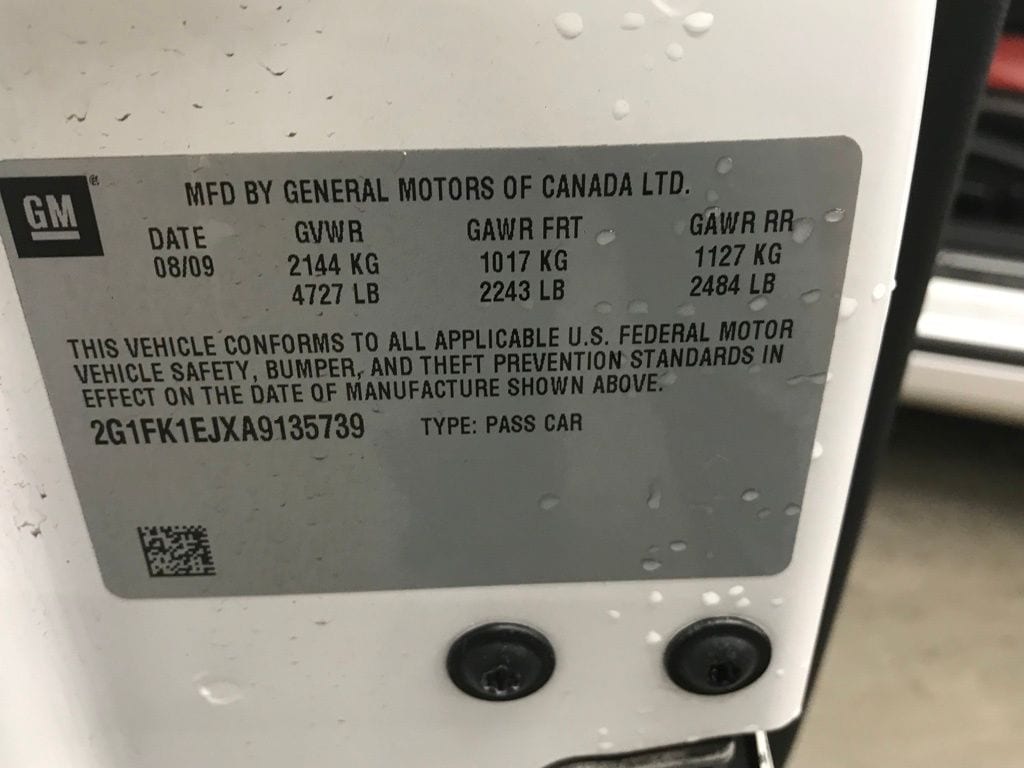 GM®
MFD BY GENERAL MOTORS OF CANADA LTD.
DATE GVWR GAWR FRT GAWR RR
08/09 2144 KG 1017 KG 1127 KG
4727 LB 2243 LB 2484 LB
THIS VEHICLE CONFORMS TO ALL APPLICABLE U.S. FEDERAL MOTOR
VEHICLE SAFETY, BUMPER, AND THEFT PREVENTION STANDARDS IN
EFFECT ON THE DATE OF MANUFACTURE SHOWN ABOVE.
2G1FK1EJXA9135739 TYPE: PASS CAR